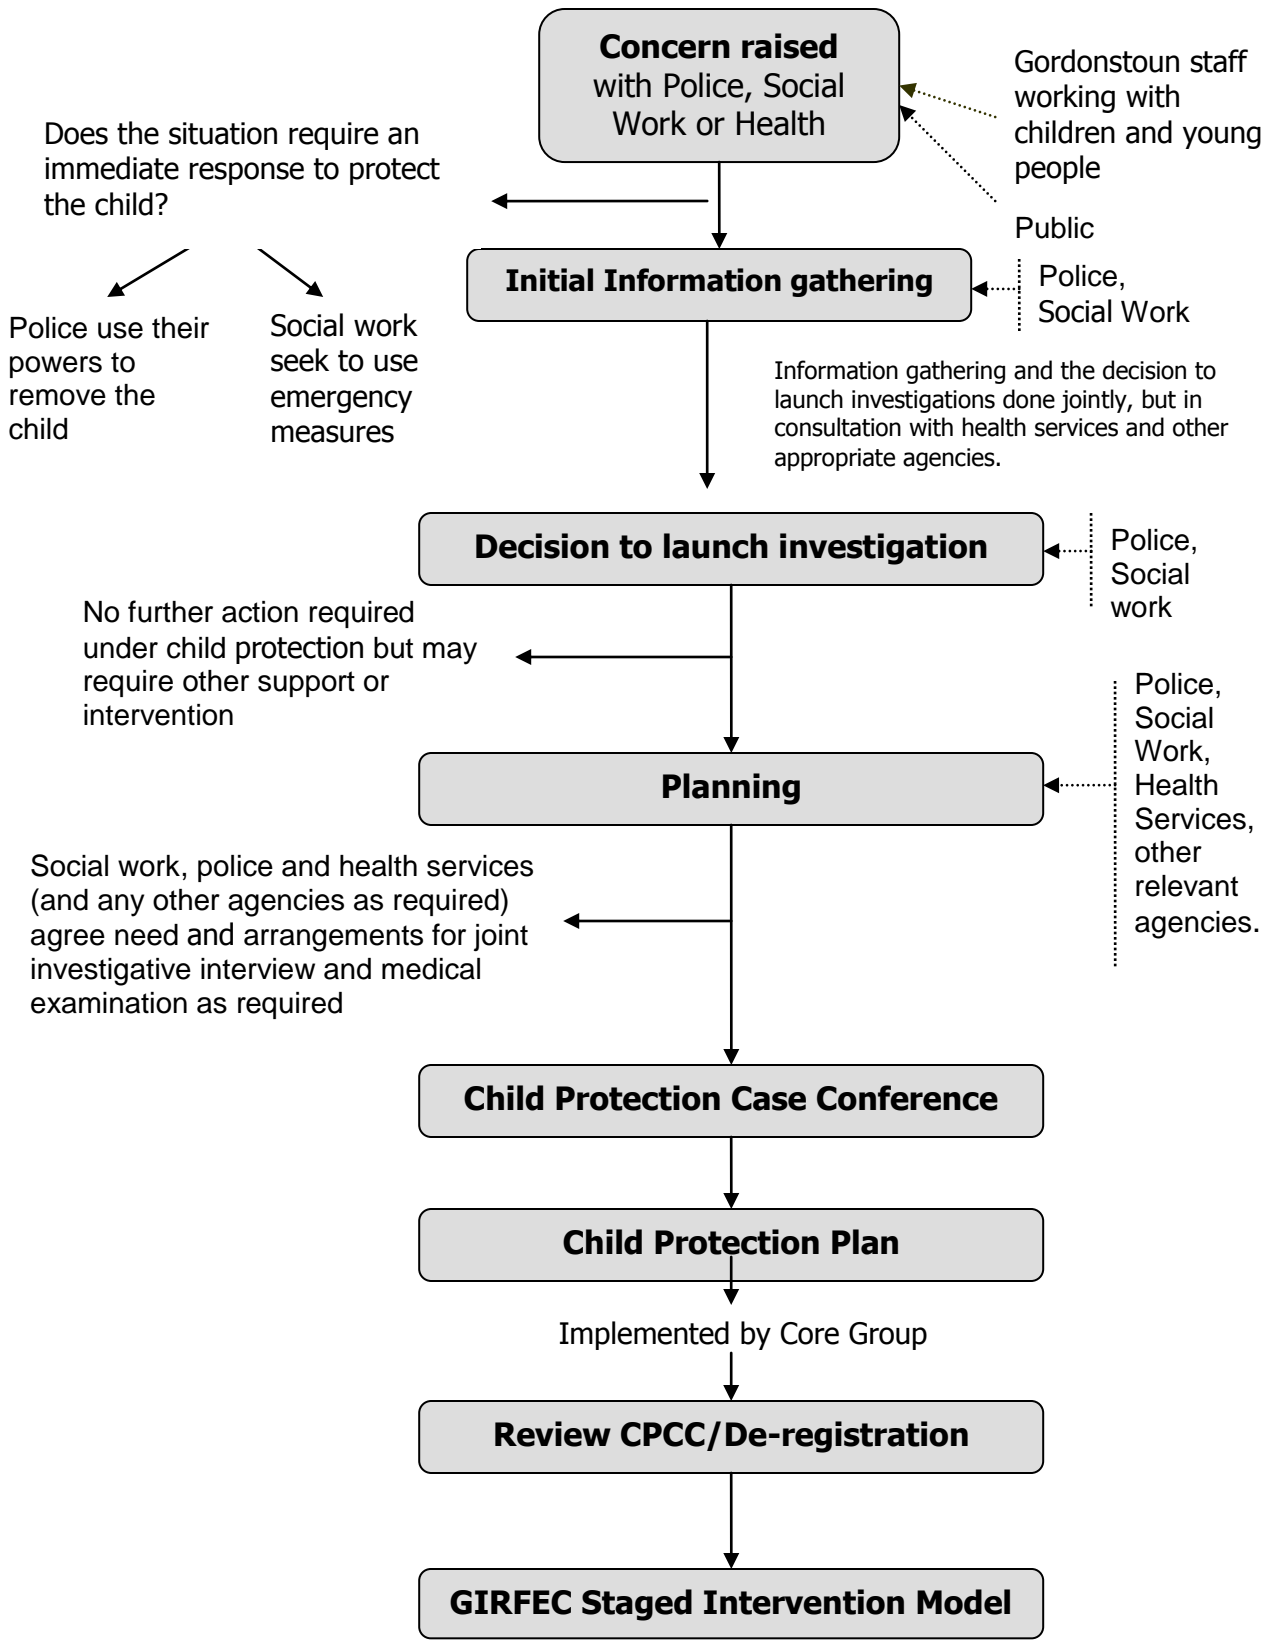 Concern raised
with Police, Social
Work or Health
Gordonstoun staff
working with
children and young
people
Public
Does the situation require an
immediate response to protect
the child?
Police use their
powers to
remove the
child
Social work
seek to use
emergency
measures
Initial Information gathering
Police,
Social Work
Information gathering and the decision to
launch investigations done jointly, but in
consultation with health services and other
appropriate agencies.
Decision to launch investigation
Police,
Social
work
No further action required
under child protection but may
require other support or
intervention
Planning
Police,
Social
Work,
Health
Services,
other
relevant
agencies.
Social work, police and health services
(and any other agencies as required)
agree need and arrangements for joint
investigative interview and medical
examination as required
Child Protection Case Conference
Child Protection Plan
Implemented by Core Group
Review CPCC/De-registration
GIRFEC Staged Intervention Model